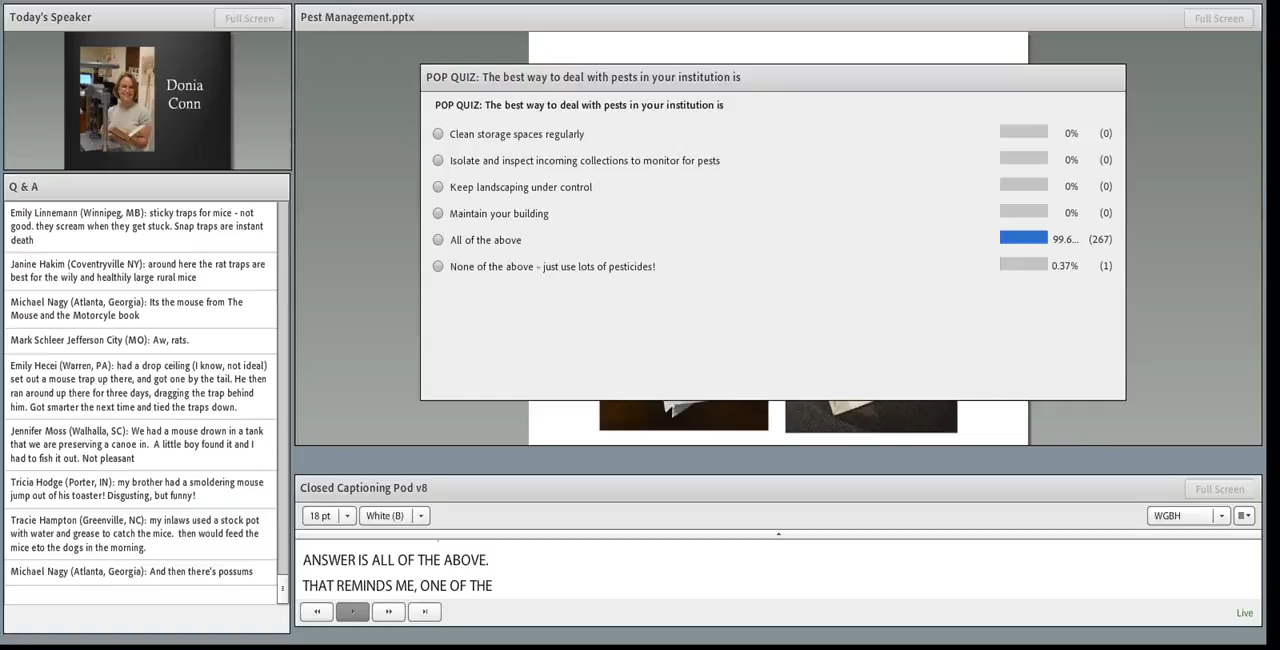 Today's Speaker
Full Screen
Donia
Conn
Q & A
Emily Linnemann (Winnipeg, MB): sticky traps for mice - not
good. they scream when they get stuck. Snap traps are instant
death
Janine Hakim (Coventryville NY): around here the rat traps are
best for the wily and healthily large rural mice
Michael Nagy (Atlanta, Georgia): Its the mouse from The
Mouse and the Motorcyle book
Mark Schleer Jefferson City (MO): Aw, rats.
Emily Hecei (Warren, PA): had a drop ceiling (I know, not ideal)
set out a mouse trap up there, and got one by the tail. He then
ran around up there for three days, dragging the trap behind
him. Got smarter the next time and tied the traps down.
Jennifer Moss (Walhalla, SC): We had a mouse drown in a tank
that we are preserving a canoe in. A little boy found it and I
had to fish it out. Not pleasant
Tricia Hodge (Porter, IN): my brother had a smoldering mouse
jump out of his toaster! Disgusting, but funny!
Tracie Hampton (Greenville, NC): my inlaws used a stock pot
with water and grease to catch the mice. then would feed the
mice eto the dogs in the morning.
Michael Nagy (Atlanta, Georgia): And then there's possums
Pest Management.pptx
Full Screen
POP QUIZ: The best way to deal with pests in your institution is
POP QUIZ: The best way to deal with pests in your institution is
Clean storage spaces regularly 0% (0)
Isolate and inspect incoming collections to monitor for pests 0% (0)
Keep landscaping under control 0% (0)
Maintain your building 0% (0)
All of the above 99.6... (267)
None of the above - just use lots of pesticides! 0.37% (1)
Closed Captioning Pod v8
Full Screen
18 pt White (B) WGBH
ANSWER IS ALL OF THE ABOVE.
THAT REMINDS ME, ONE OF THE
Live